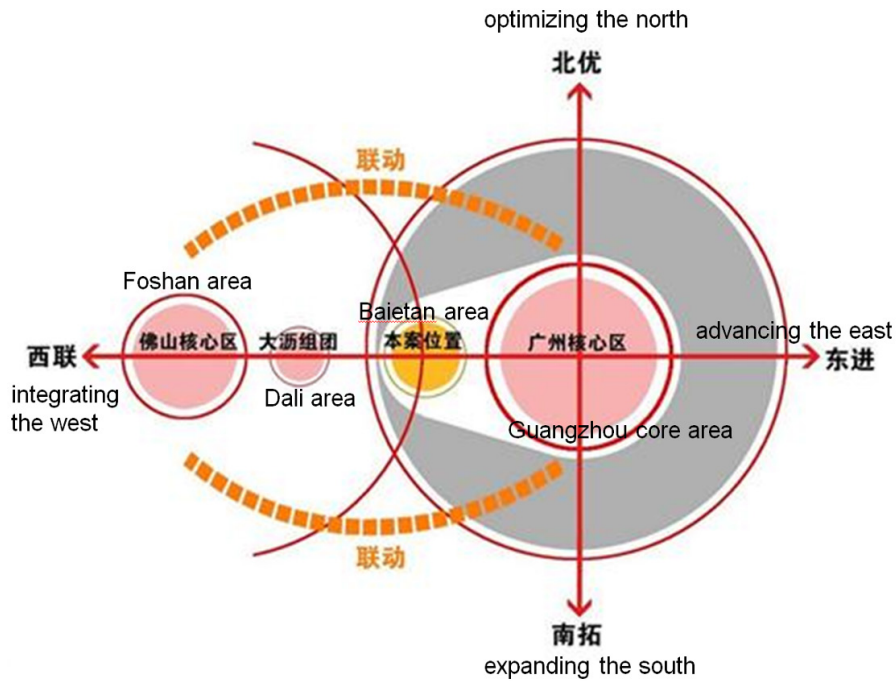 optimizing the north
北优
联动
Foshan area
Baietan area
佛山核心区
大沥组团
本案位置
广州核心区
advancing the east
西联
东进
integrating
the west
Dali area
Guangzhou core area
联动
南拓
expanding the south